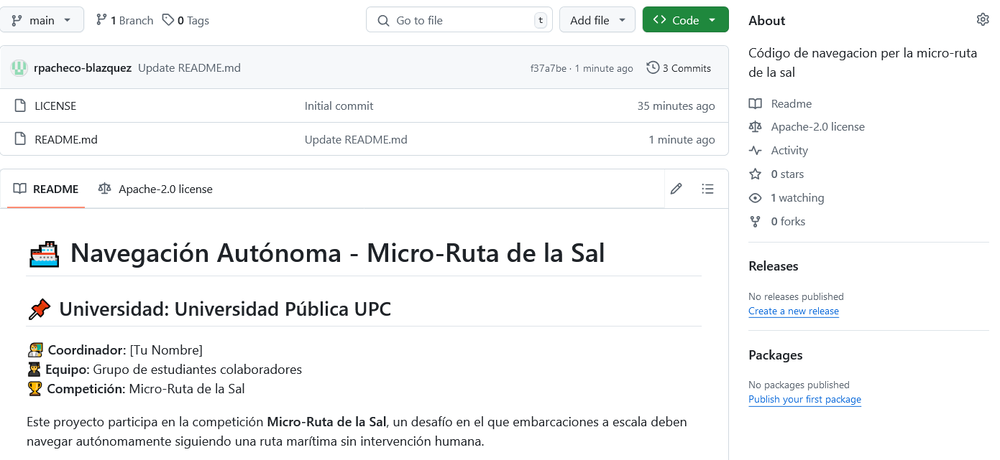 main
1 Branch
0 Tags
Go to file
t
Add file
Code
rpacheco-blazquez Update README.md
f37a7be · 1 minute ago
3 Commits
LICENSE
Initial commit
35 minutes ago
README.md
Update README.md
1 minute ago
README
Apache-2.0 license
Navegación Autónoma - Micro-Ruta de la Sal
Universidad: Universidad Pública UPC
Coordinador: [Tu Nombre]
Equipo: Grupo de estudiantes colaboradores
Competición: Micro-Ruta de la Sal
Este proyecto participa en la competición Micro-Ruta de la Sal, un desafío en el que embarcaciones a escala deben
navegar autónomamente siguiendo una ruta marítima sin intervención humana.
About
Código de navegacion per la micro-ruta
de la sal
Readme
Apache-2.0 license
Activity
0 stars
1 watching
0 forks
Releases
No releases published
Create a new release
Packages
No packages published
Publish your first package